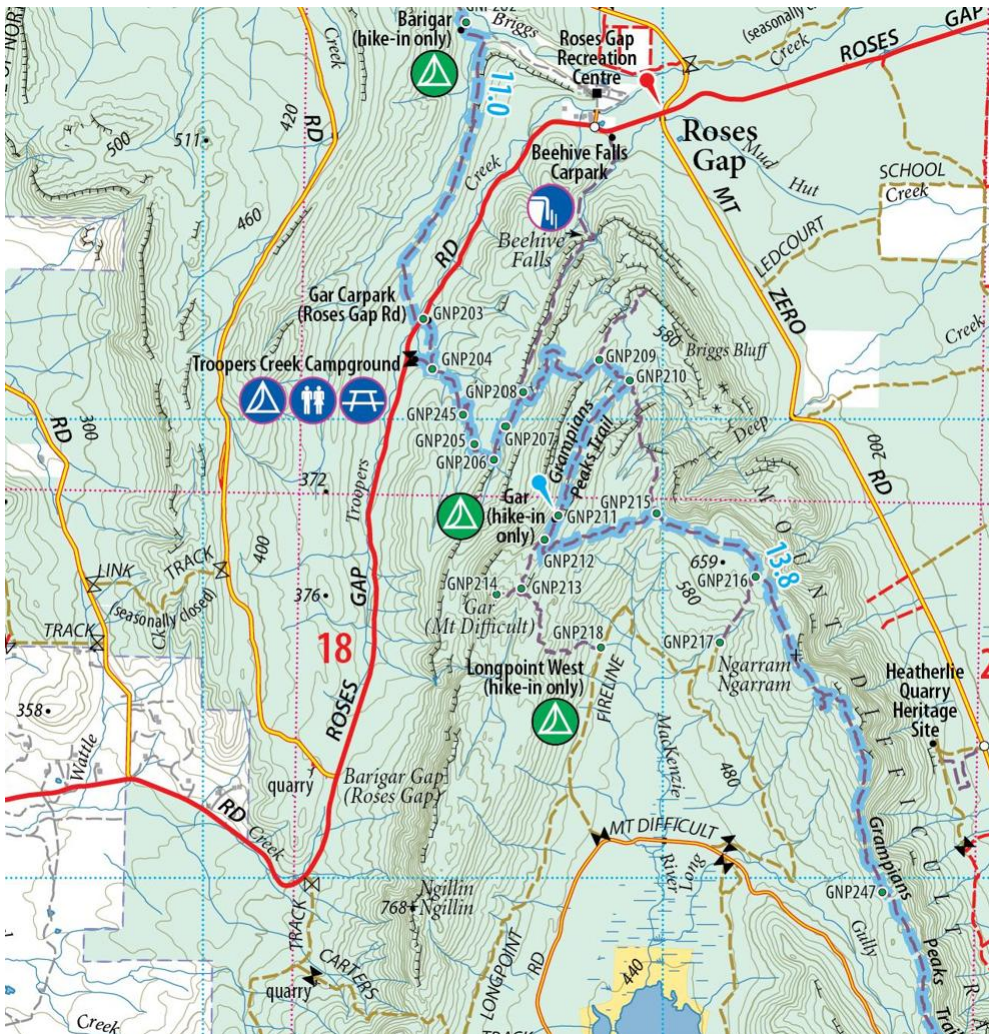 Barigar
(hike-in only)
Briggs
Roses Gap
Recreation
Centre
(seasonally
Creek
ROSES
GAP
OF NORT
Creek
11.0
420
RD
511
500
Creek
Beehive Falls
Carpark
Roses
Gap
Mud
Hut
SCHOOL
Creek
MT
460
RD
Beehive
Falls
LEDCOURT
ZERO
Gar Carpark
(Roses Gap Rd)
GNP203
580
Briggs Bluff
Creek
Troopers Creek Campground
GNP204
GNP209
GNP210
GNP208
RD
300
GNP245
GNP205
GNP207
GNP206
Grampians
Peaks Trail
Deep
200
RD
372
Troopers
Gar
(hike-in
only)
GNP211
GNP215
MOUNT DIFFICULT
400
LINK
TRACK
(seasonally closed)
Ck
GNP212
659
GNP216
13.8
376
GAP
GNP214
GNP213
580
Gar
(Mt Difficult)
TRACK
18
GNP218
GNP217
Ngarram
Ngarram
Longpoint West
(hike-in only)
FIRELINE
Heatherlie
Quarry
Heritage
Site
2
358
ROSES
Wattle
MacKenzie
480
quarry
Barigar Gap
(Roses Gap)
RD
Creek
MT DIFFICULT
River
Long
Grampians
Ngillin
Ngillin
768
GNP247
TRACK
Gully
Peaks
LONGPOINT
RD
CARTERS
quarry
440
Creek
TRACK
Trail